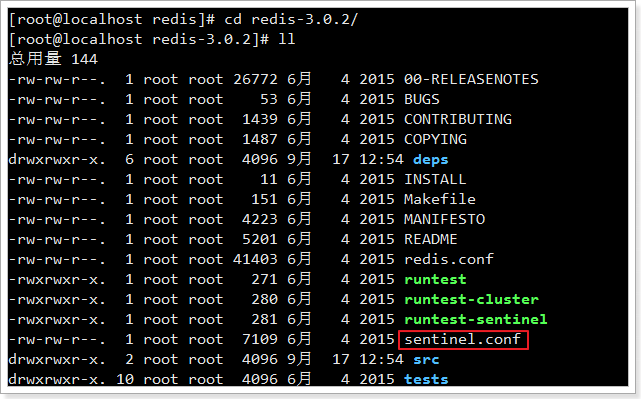 [root@localhost redis]# cd redis-3.0.2/
[root@localhost redis-3.0.2]# ll
总用量 144
-rw-rw-r--. 1 root root 26772 6月 4 2015 00-RELEASENOTES
-rw-rw-r--. 1 root root 53 6月 4 2015 BUGS
-rw-rw-r--. 1 root root 1439 6月 4 2015 CONTRIBUTING
-rw-rw-r--. 1 root root 1487 6月 4 2015 COPYING
drwxrwxr-x. 6 root root 4096 9月 17 12:54 deps
-rw-rw-r--. 1 root root 11 6月 4 2015 INSTALL
-rw-rw-r--. 1 root root 151 6月 4 2015 Makefile
-rw-rw-r--. 1 root root 4223 6月 4 2015 MANIFESTO
-rw-rw-r--. 1 root root 5201 6月 4 2015 README
-rw-rw-r--. 1 root root 41403 6月 4 2015 redis.conf
-rwxrwxr-x. 1 root root 271 6月 4 2015 runtest
-rwxrwxr-x. 1 root root 280 6月 4 2015 runtest-cluster
-rwxrwxr-x. 1 root root 281 6月 4 2015 runtest-sentinel
-rw-rw-r--. 1 root root 7109 6月 4 2015 sentinel.conf
drwxrwxr-x. 2 root root 4096 9月 17 12:54 src
drwxrwxr-x. 10 root root 4096 6月 4 2015 tests